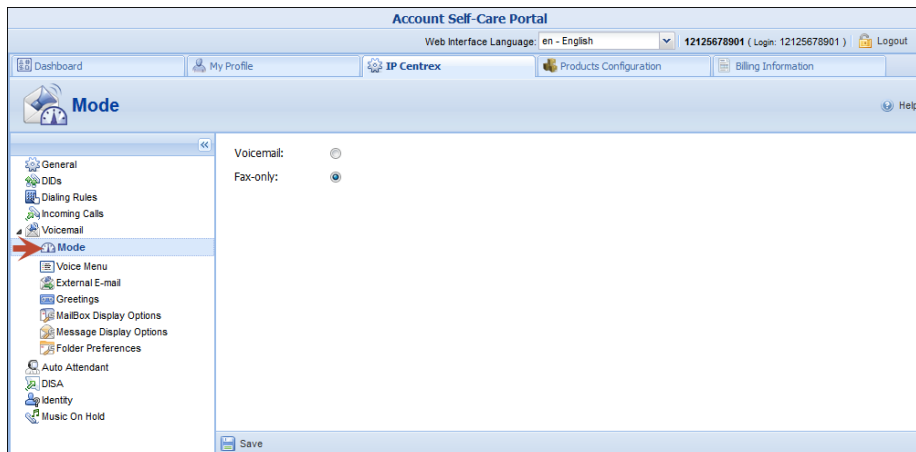 Account Self-Care Portal
Web Interface Language: en - English 12125678901 ( Login: 12125678901 ) Logout
Dashboard My Profile IP Centrex Products Configuration Billing Information
Mode Help
General
DIDs
Dialing Rules
Incoming Calls
Voicemail
Mode
Voice Menu
External E-mail
Greetings
MailBox Display Options
Message Display Options
Folder Preferences
Auto Attendant
DISA
Identity
Music On Hold
Voicemail:
Fax-only:
Save